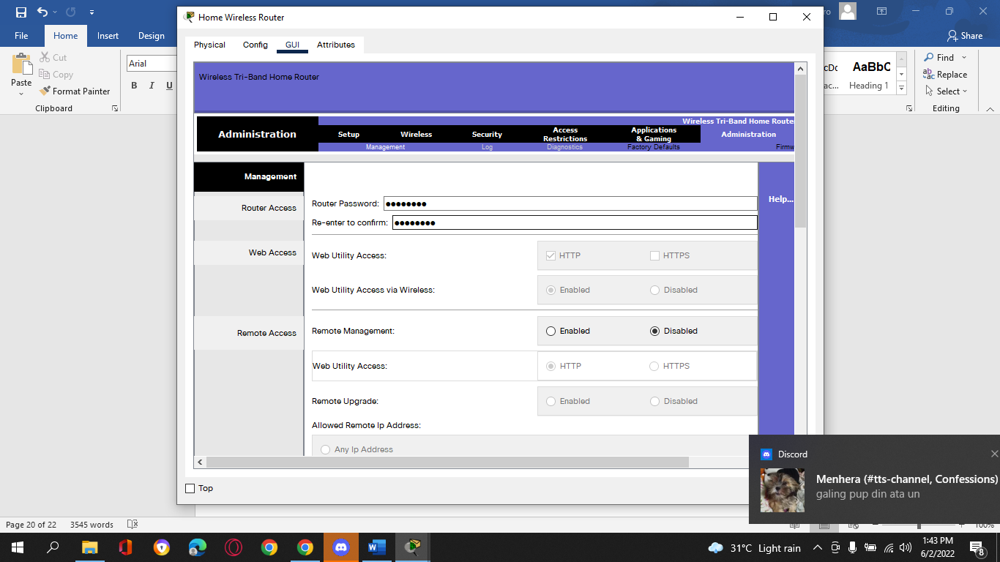 Home Wireless Router
ro
File
Home
Insert
Design
Share
Physical
Config
GUI
Attributes
Cut
Copy
Paste
Format Painter
Clipboard
Arial
B I U
AaBbC
Heading 1
Find
Replace
Select
Editing
Wireless Tri-Band Home Router
Wireless Tri-Band Home Route
Administration
Setup
Wireless
Security
Access Restrictions
Applications & Gaming
Administration
Management
Log
Diagnostics
Factory Defaults
Firmw
Management
Help...
Router Access
Router Password: ●●●●●●●●
Re-enter to confirm: ●●●●●●●●
Web Access
Web Utility Access:
HTTP
HTTPS
Web Utility Access via Wireless:
Enabled
Disabled
Remote Access
Remote Management:
Enabled
Disabled
Web Utility Access:
HTTP
HTTPS
Remote Upgrade:
Enabled
Disabled
Allowed Remote Ip Address:
Any Ip Address
Top
Discord
Menhera (#tts-channel, Confessions)
galing pup din ata un
Page 20 of 22
3545 words
100%
31°C Light rain
1:43 PM
6/2/2022
8